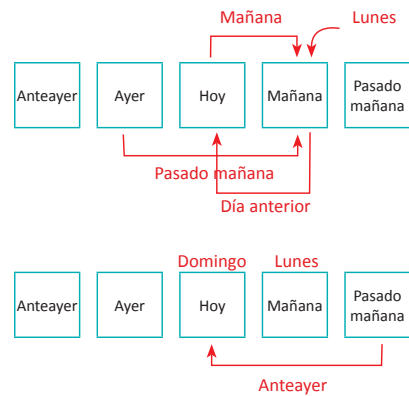 Mañana
Lunes
Anteayer
Ayer
Hoy
Mañana
Pasado
mañana
Pasado mañana
Día anterior
Domingo
Lunes
Anteayer
Ayer
Hoy
Mañana
Pasado
mañana
Anteayer